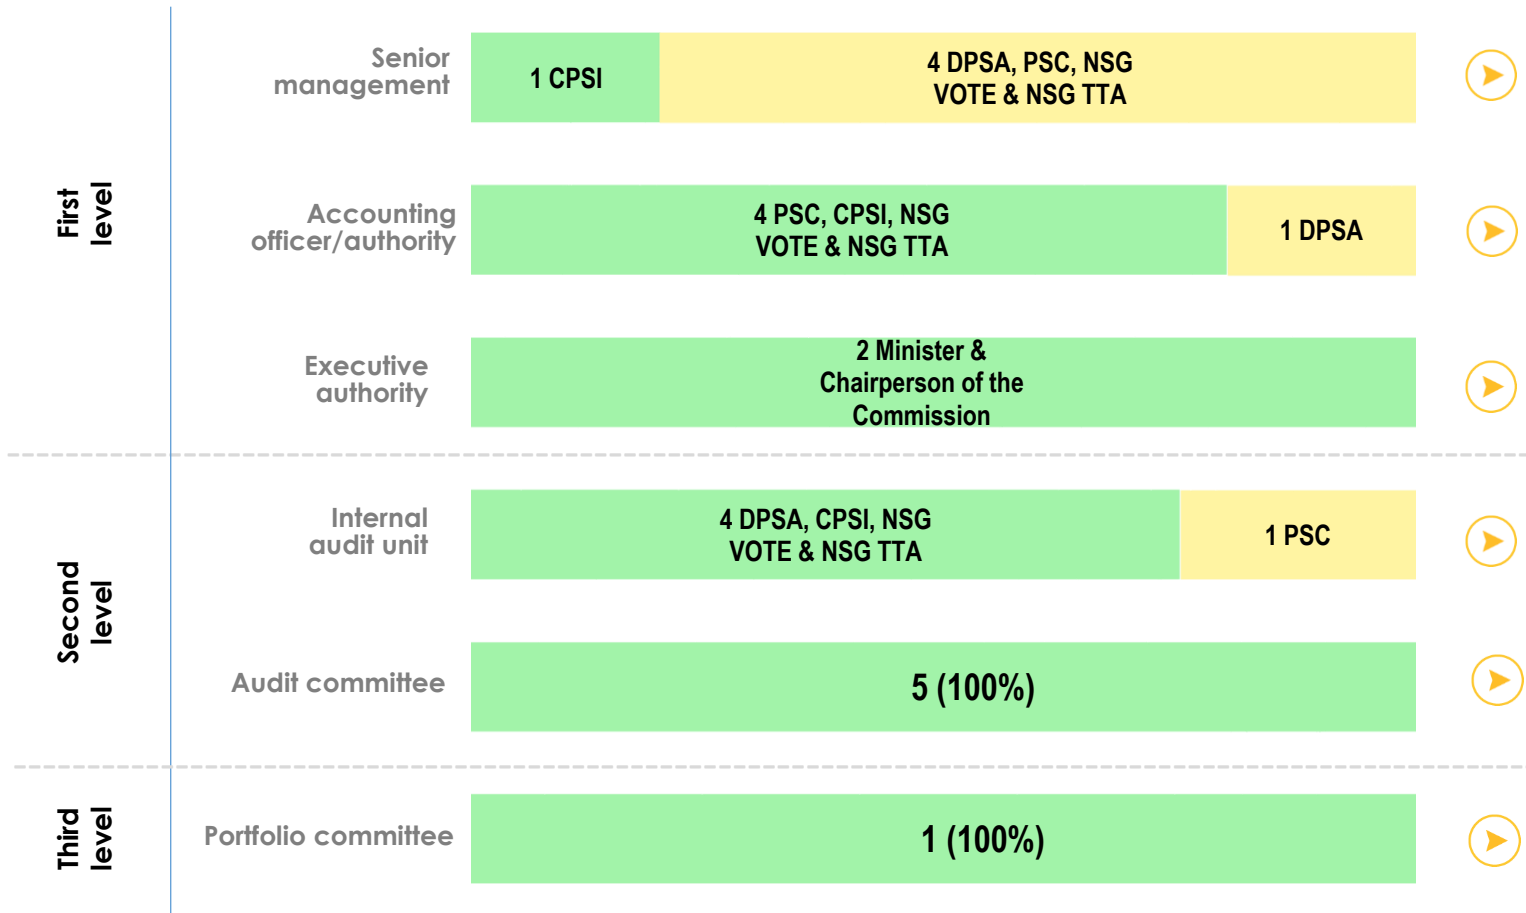 First
level
Senior
management
1 CPSI
4 DPSA, PSC, NSG
VOTE & NSG TTA
Accounting
officer/authority
4 PSC, CPSI, NSG
VOTE & NSG TTA
1 DPSA
Executive
authority
2 Minister &
Chairperson of the
Commission
Second
level
Internal
audit unit
4 DPSA, CPSI, NSG
VOTE & NSG TTA
1 PSC
Audit committee
5 (100%)
Third
level
Portfolio committee
1 (100%)